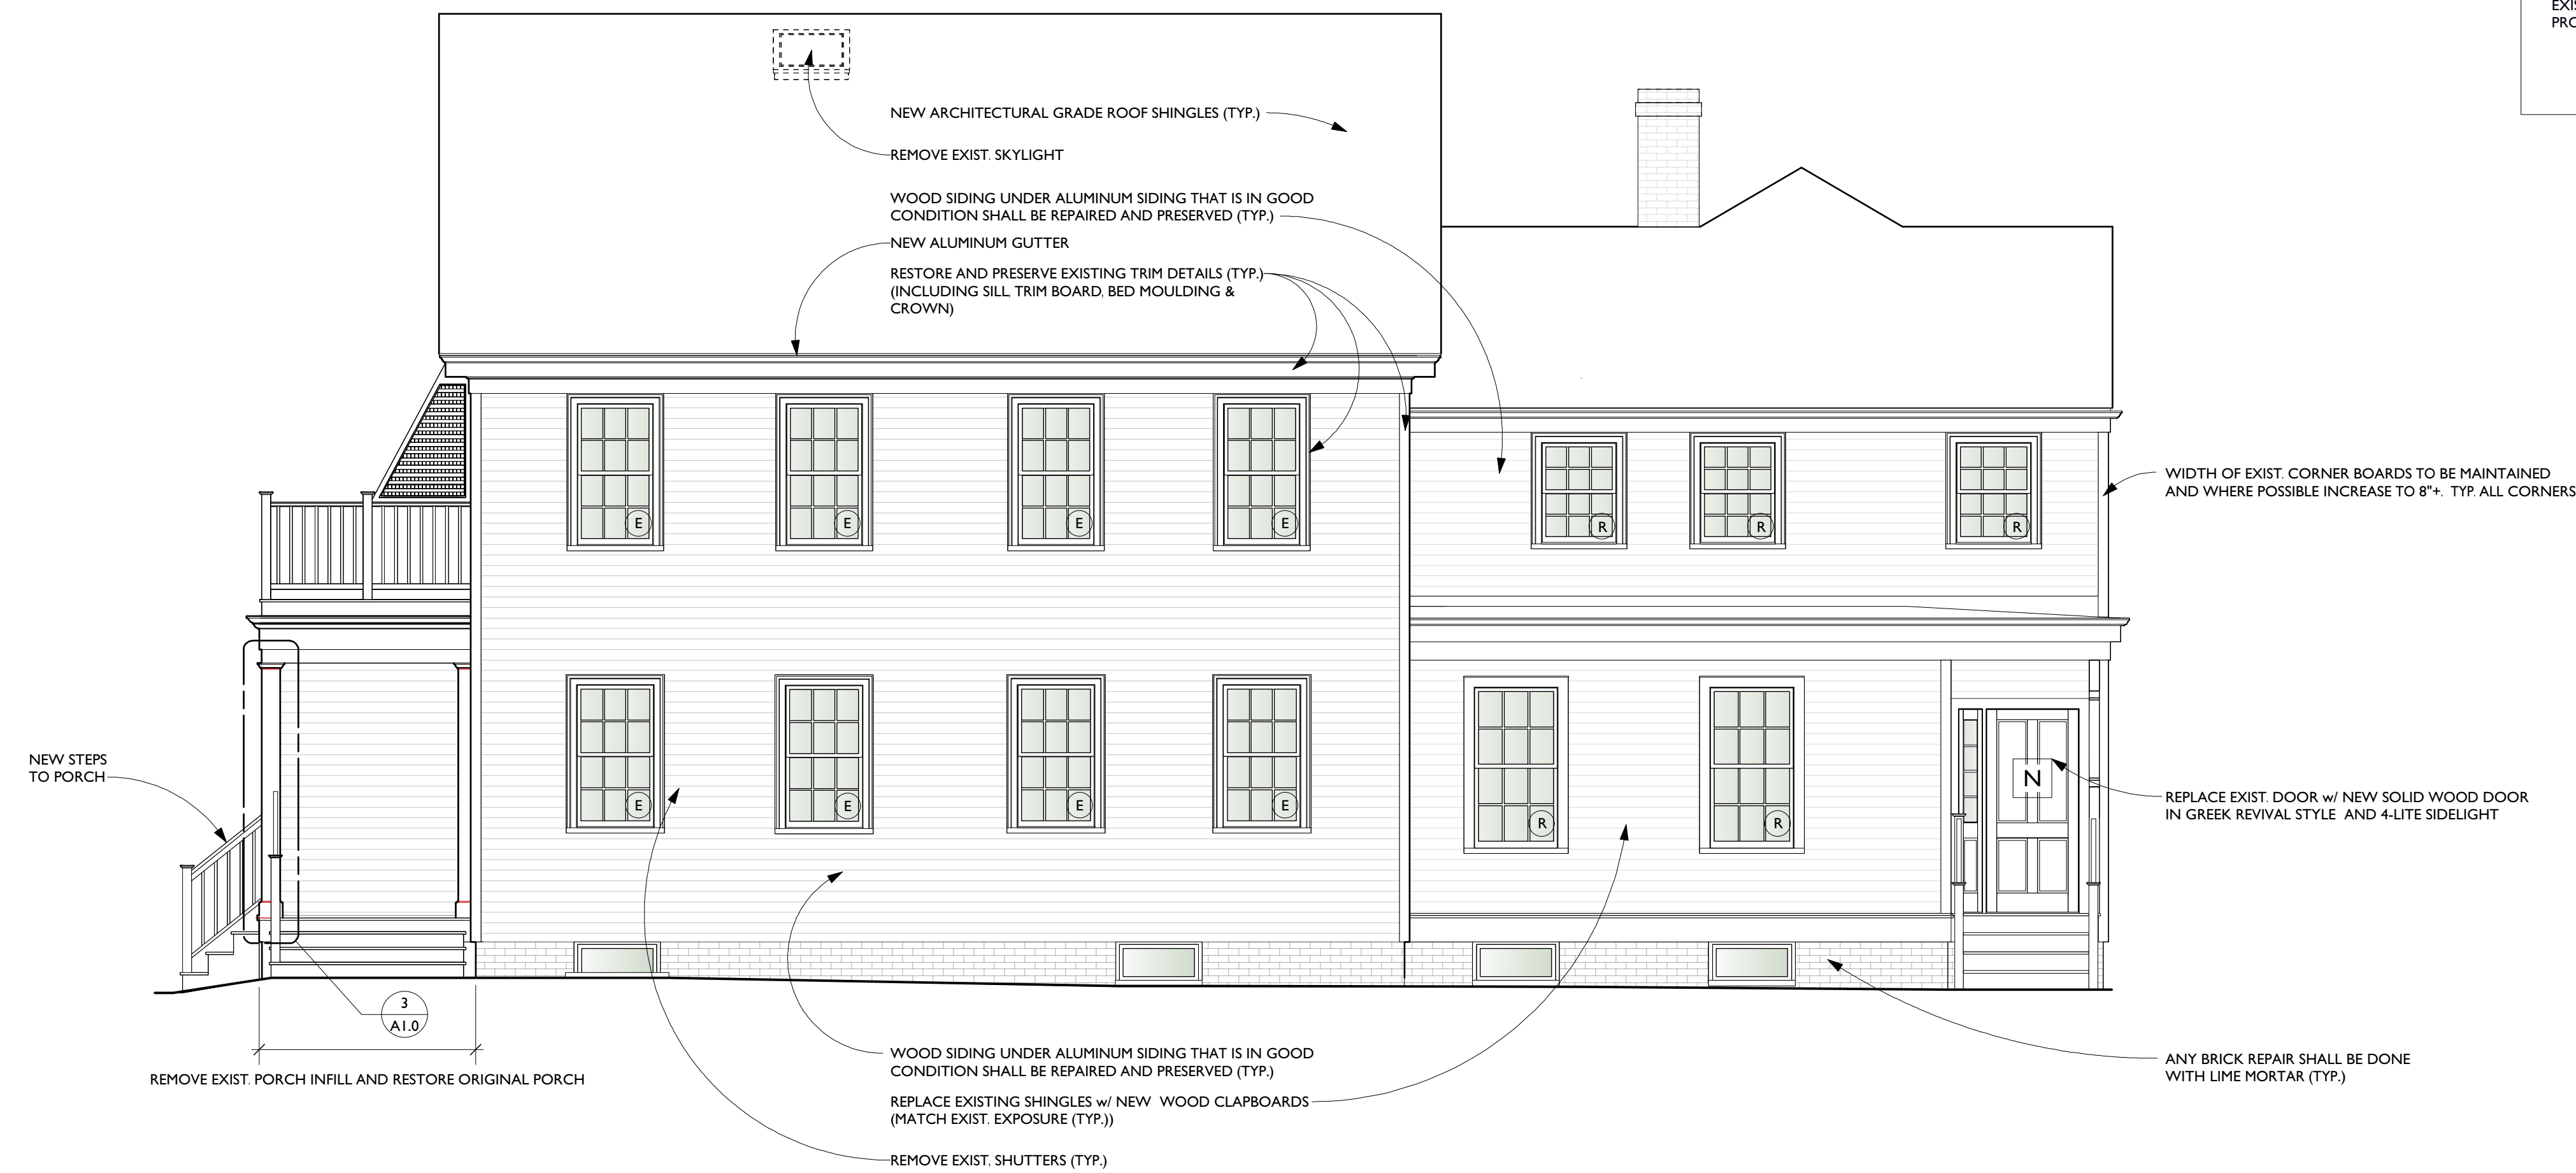 EXIS
PRO
NEW ARCHITECTURAL GRADE ROOF SHINGLES (TYP.)
REMOVE EXIST. SKYLIGHT
WOOD SIDING UNDER ALUMINUM SIDING THAT IS IN GOOD
CONDITION SHALL BE REPAIRED AND PRESERVED (TYP.)
NEW ALUMINUM GUTTER
RESTORE AND PRESERVE EXISTING TRIM DETAILS (TYP.)
(INCLUDING SILL, TRIM BOARD, BED MOULDING &
CROWN)
WIDTH OF EXIST. CORNER BOARDS TO BE MAINTAINED
AND WHERE POSSIBLE INCREASE TO 8"+. TYP. ALL CORNERS
E E E E R R R
NEW STEPS
TO PORCH
N
REPLACE EXIST. DOOR w/ NEW SOLID WOOD DOOR
IN GREEK REVIVAL STYLE AND 4-LITE SIDELIGHT
E E E E R R
3
A1.0
REMOVE EXIST. PORCH INFILL AND RESTORE ORIGINAL PORCH
WOOD SIDING UNDER ALUMINUM SIDING THAT IS IN GOOD
CONDITION SHALL BE REPAIRED AND PRESERVED (TYP.)
REPLACE EXISTING SHINGLES w/ NEW WOOD CLAPBOARDS
(MATCH EXIST. EXPOSURE (TYP.))
REMOVE EXIST, SHUTTERS (TYP.)
ANY BRICK REPAIR SHALL BE DONE
WITH LIME MORTAR (TYP.)